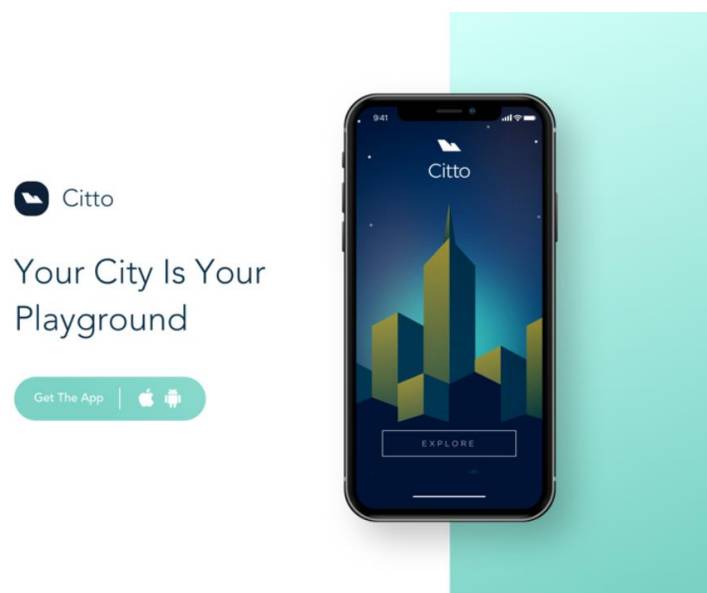 Citto
Your City Is Your
Playground
Get The App
9:41
Citto
EXPLORE